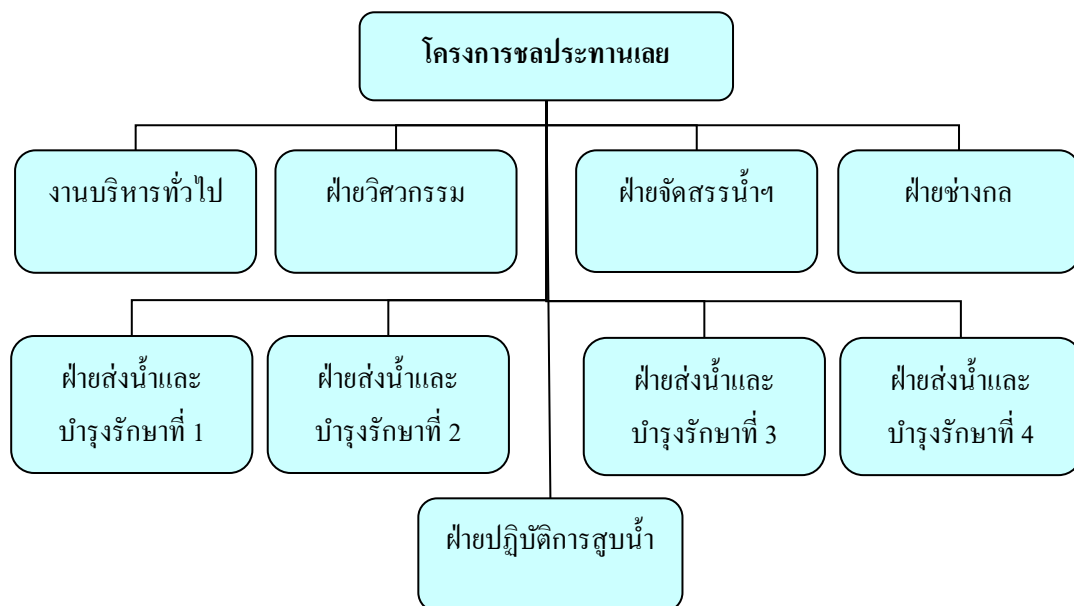 โครงการชลประทานเลย
งานบริหารทั่วไป
ฝ่ายวิศวกรรม
ฝ่ายจัดสรรน้ำฯ
ฝ่ายช่างกล
ฝ่ายส่งน้ำและ
บำรุงรักษาที่ 1
ฝ่ายส่งน้ำและ
บำรุงรักษาที่ 2
ฝ่ายส่งน้ำและ
บำรุงรักษาที่ 3
ฝ่ายส่งน้ำและ
บำรุงรักษาที่ 4
ฝ่ายปฏิบัติการสูบน้ำ